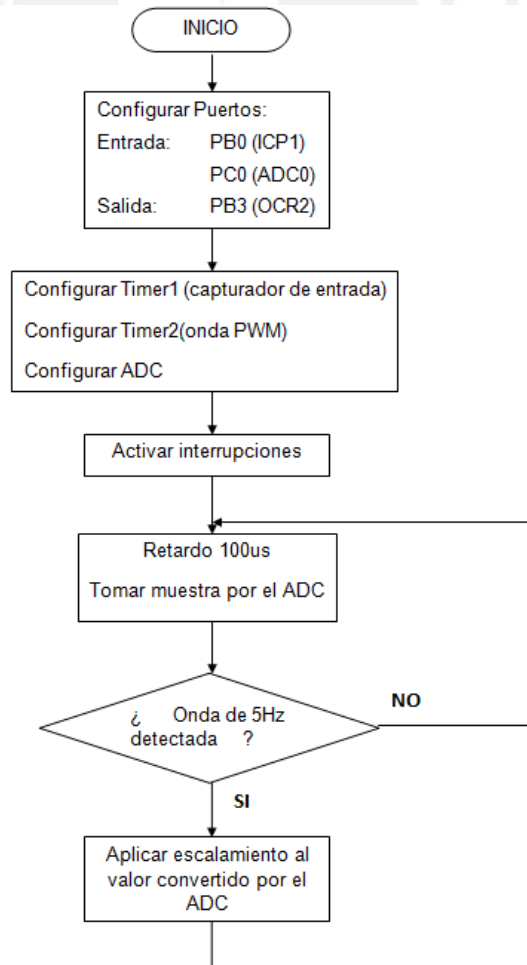 INICIO
Configurar Puertos:
Entrada: PB0 (ICP1)
PC0 (ADC0)
Salida: PB3 (OCR2)
Configurar Timer1 (capturador de entrada)
Configurar Timer2(onda PWM)
Configurar ADC
Activar interrupciones
Retardo 100us
Tomar muestra por el ADC
¿ Onda de 5Hz
detectada ?
NO
SI
Aplicar escalamiento al
valor convertido por el
ADC